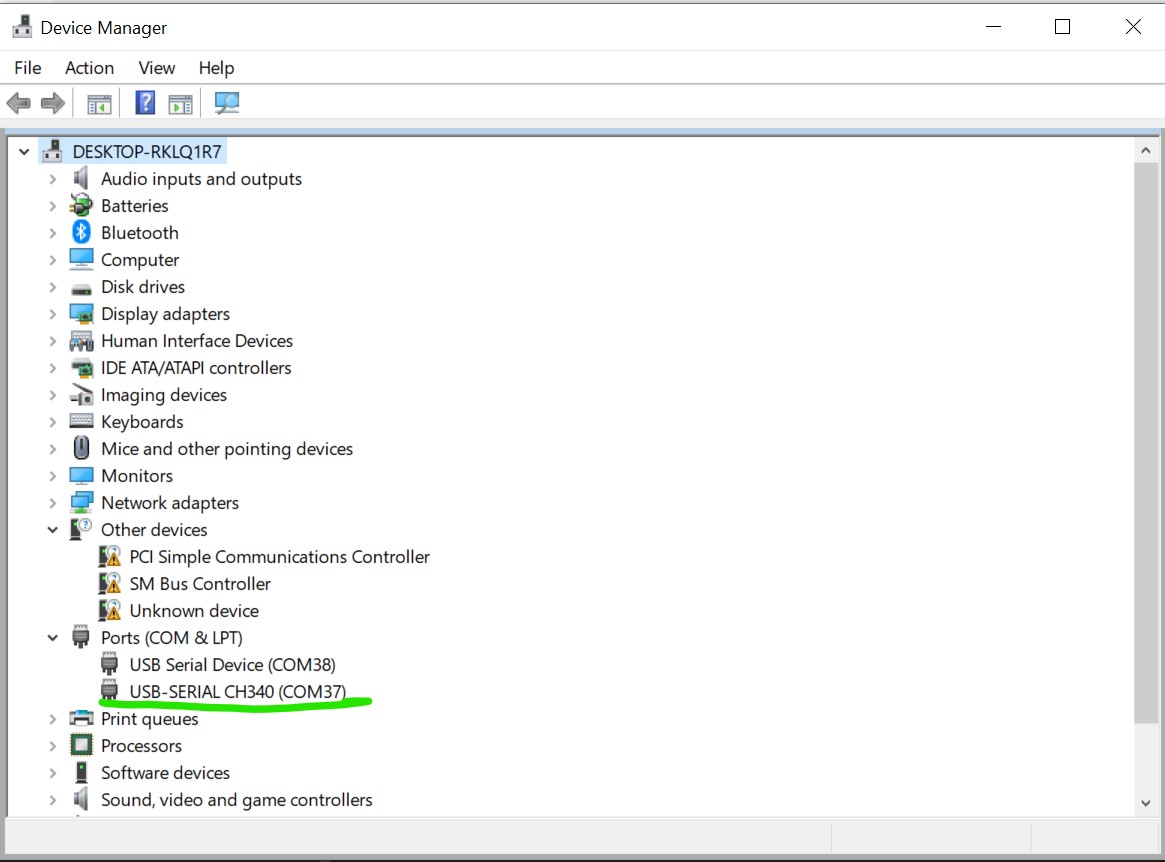 Device Manager
File Action View Help
?
DESKTOP-RKLQ1R7
Audio inputs and outputs
Batteries
Bluetooth
Computer
Disk drives
Display adapters
Human Interface Devices
IDE ATA/ATAPI controllers
Imaging devices
Keyboards
Mice and other pointing devices
Monitors
Network adapters
Other devices
PCI Simple Communications Controller
SM Bus Controller
Unknown device
Ports (COM & LPT)
USB Serial Device (COM38)
USB-SERIAL CH340 (COM37)
Print queues
Processors
Software devices
Sound, video and game controllers